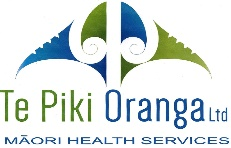 Te Piki Oranga Ltd
MĀORI HEALTH SERVICES